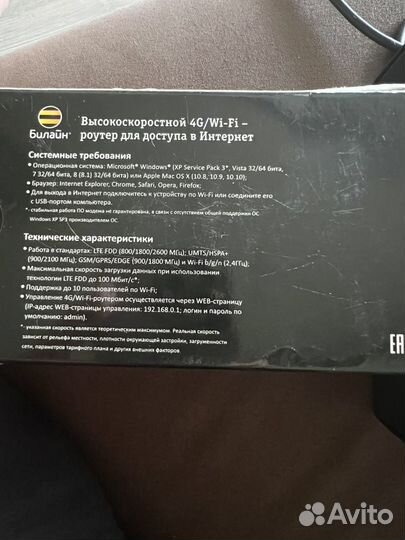 Билайн
Высокоскоростной 4G/Wi-Fi –
роутер для доступа в Интернет
Системные требования
• Операционная система: Microsoft® Windows® (XP Service Pack 3*, Vista 32/64 бита,
7 32/64 бита, 8 (8.1) 32/64 бита) или Apple Mac OS X (10.8, 10.9, 10.10);
• Браузер: Internet Explorer, Chrome, Safari, Opera, Firefox;
• Для выхода в Интернет подключитесь к устройству по Wi-Fi или соедините его
с USB-портом компьютера.
* стабильная работа ПО модема не гарантирована, в связи с отсутствием общей поддержки ОС
Windows XP SP3 производителем ОС.
Технические характеристики
• Работа в стандартах: LTE FDD (800/1800/2600 МГц); UMTS/HSPA+
(900/2100 МГц); GSM/GPRS/EDGE (900/1800 МГц) и Wi-Fi b/g/n (2,4ГГц);
• Максимальная скорость загрузки данных при использовании
технологии LTE FDD до 100 Мбит/с*;
• Поддержка до 10 пользователей по Wi-Fi;
• Управление 4G/Wi-Fi-роутером осуществляется через WEB-страницу
(IP-адрес WEB-страницы управления: 192.168.0.1; логин и пароль по
умолчанию: admin).
*-указанная скорость является теоретическим максимумом. Реальная скорость
зависит от рельефа местности, плотности окружающей застройки, загруженности
сети, параметров тарифного плана и других внешних факторов.
EAC
Avito